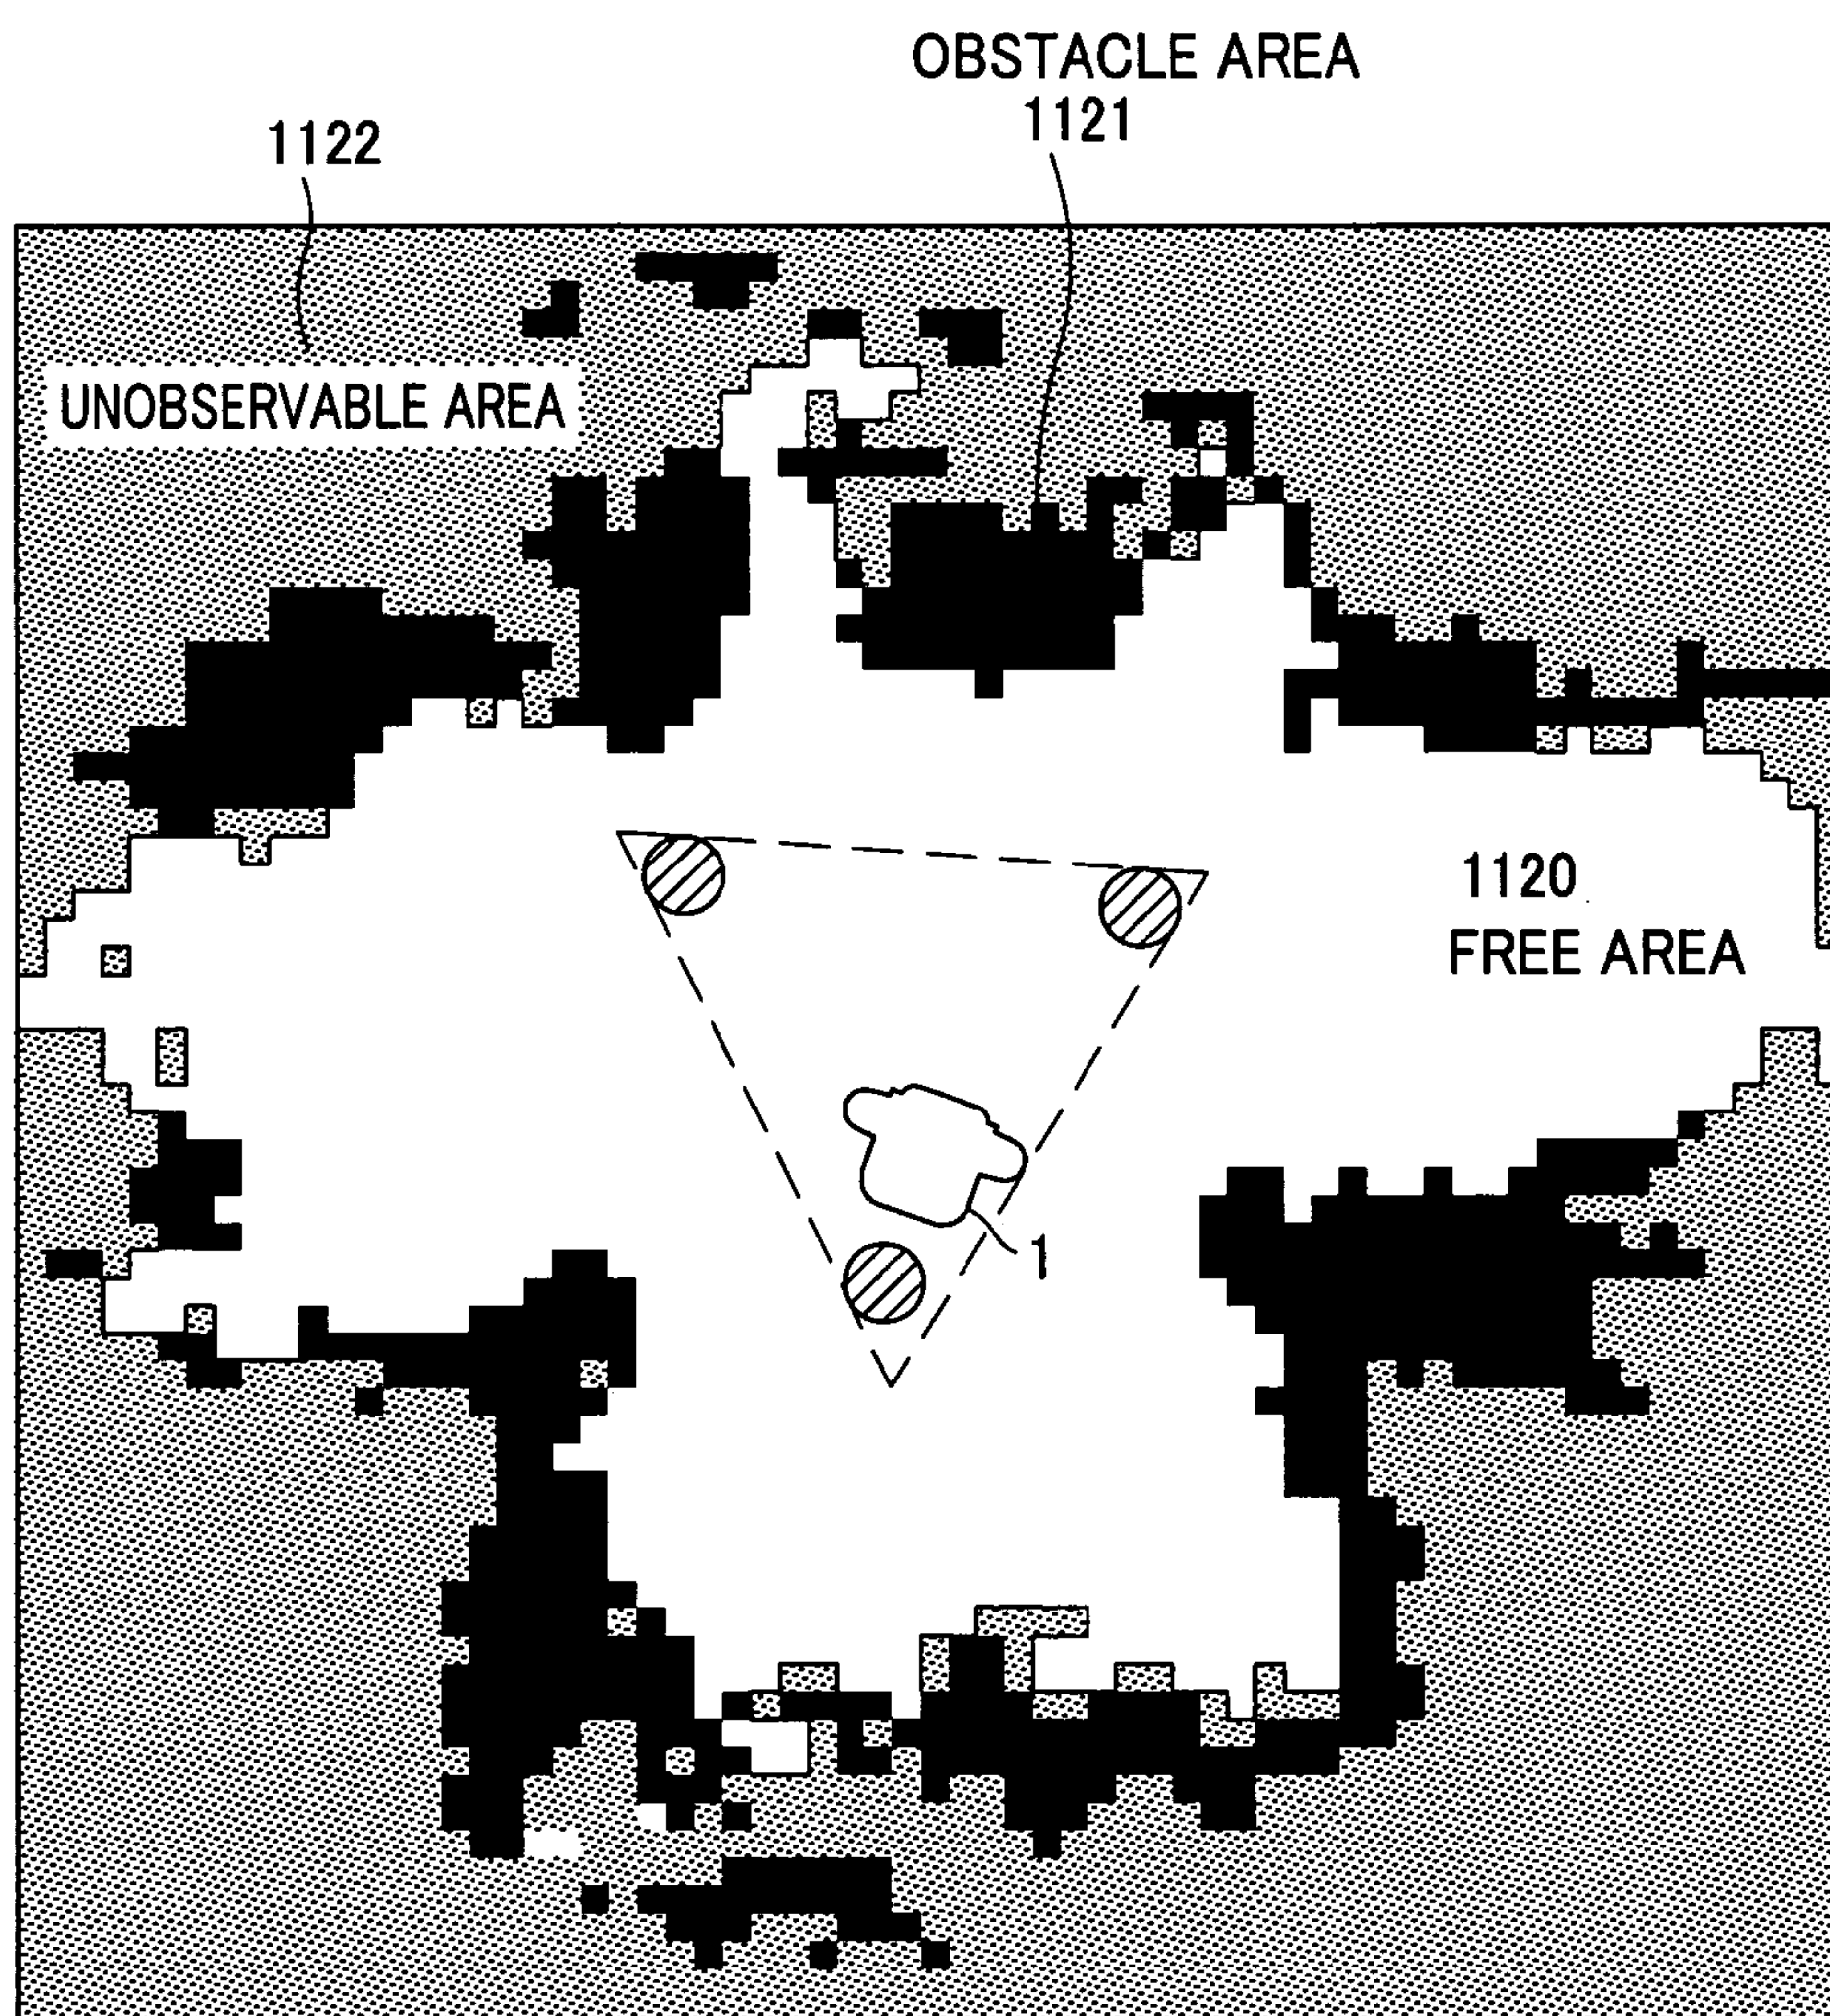 OBSTACLE AREA
1121
1122
UNOBSERVABLE AREA
1120
FREE AREA
1